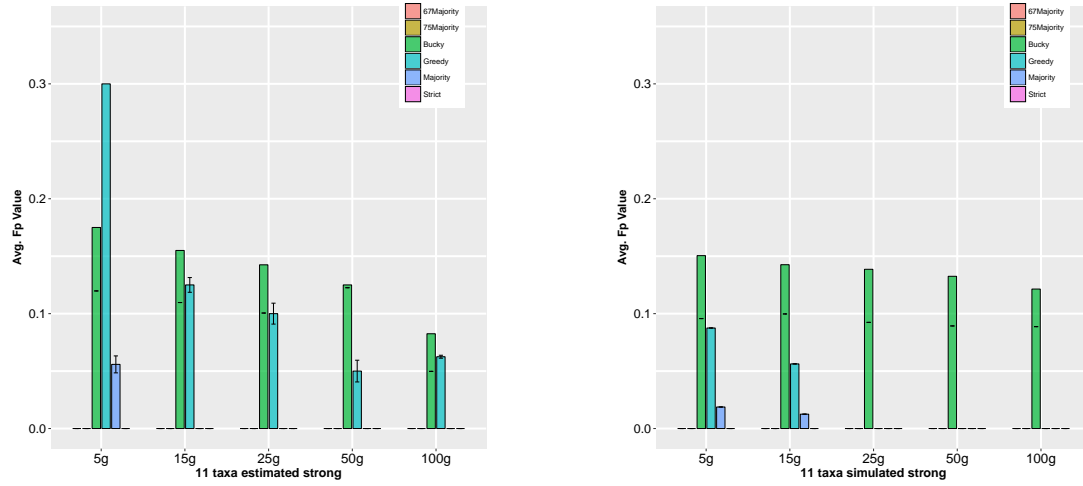 67Majority
75Majority
Bucky
Greedy
Majority
Strict
Avg. Fp Value
0.3
0.2
0.1
0.0
5g 15g 25g 50g 100g
11 taxa estimated strong
67Majority
75Majority
Bucky
Greedy
Majority
Strict
Avg. Fp Value
0.3
0.2
0.1
0.0
5g 15g 25g 50g 100g
11 taxa simulated strong